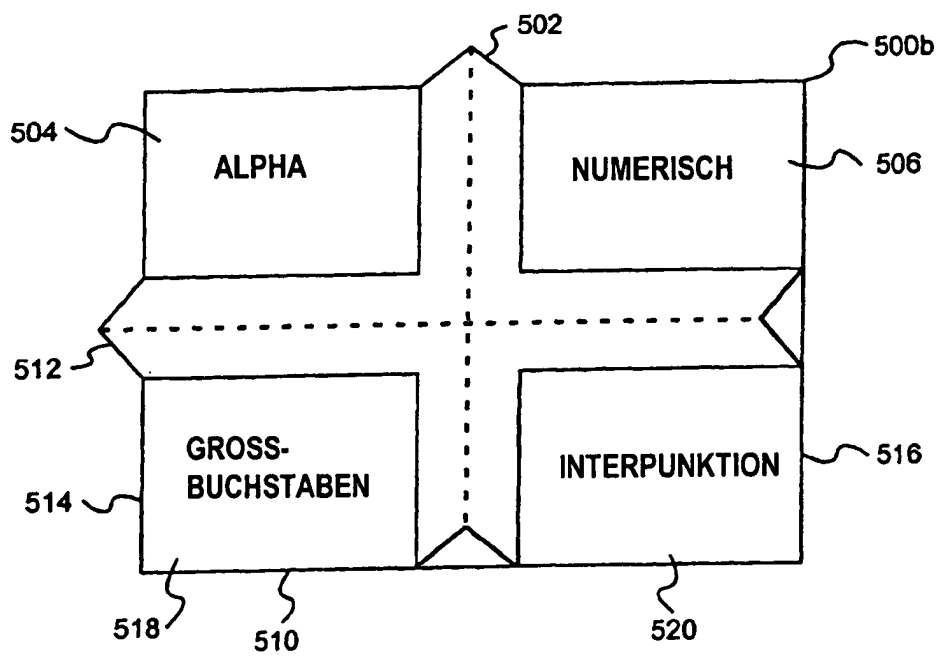 502
500b
504
ALPHA
NUMERISCH
506
512
GROSS-
BUCHSTABEN
INTERPUNKTION
516
514
518
510
520